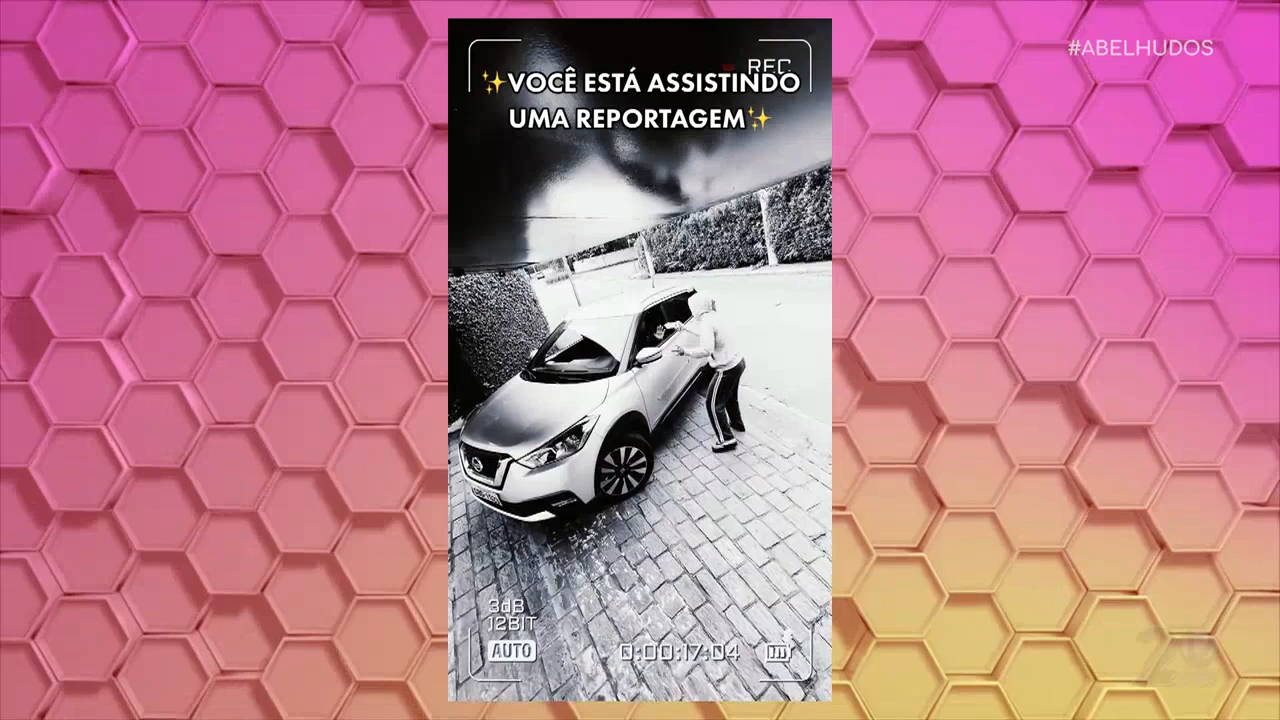 #ABELHUDOS
REC
✨VOCÊ ESTÁ ASSISTINDO
UMA REPORTAGEM✨
3dB
12BIT
AUTO
0:00:17:04